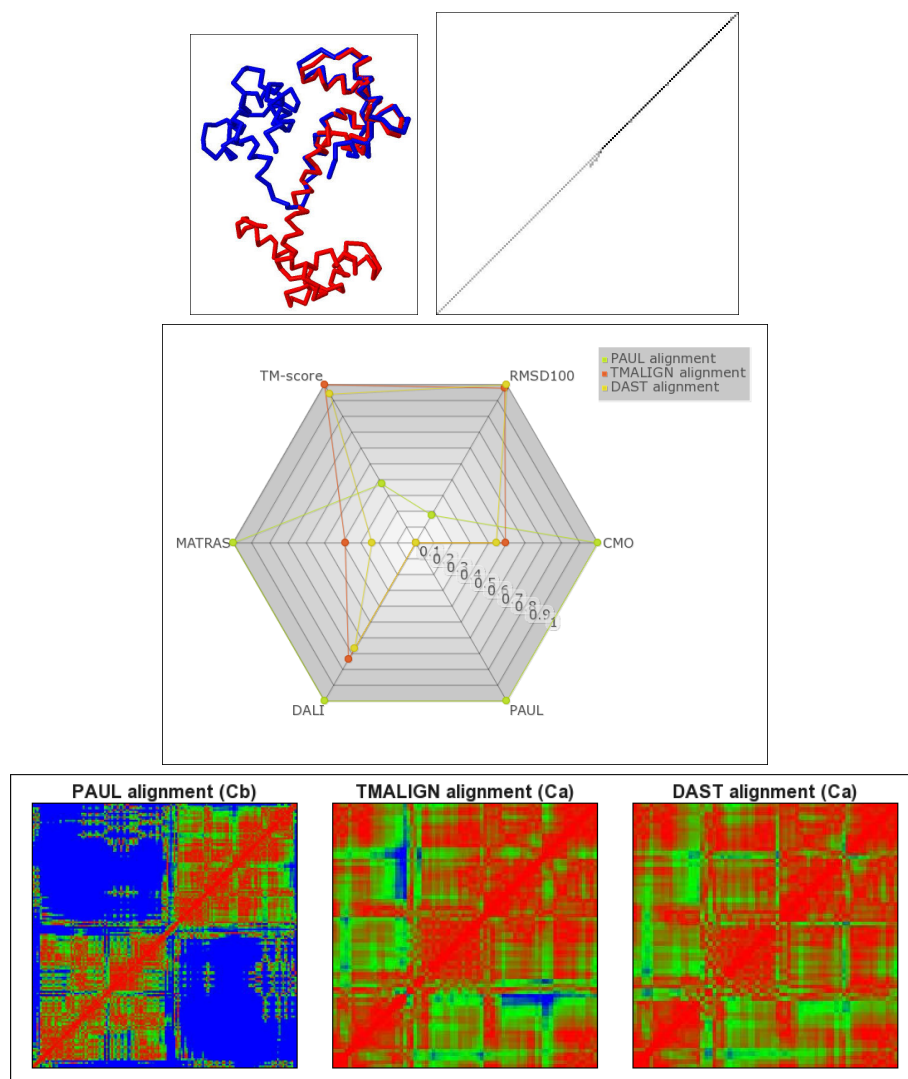 PAUL alignment
TMALIGN alignment
DAST alignment
TM-score
RMSD100
MATRAS
CMO
0.1
0.2
0.3
0.4
0.5
0.6
0.7
0.8
0.9
1
DALI
PAUL
PAUL alignment (Cb)
TMALIGN alignment (Ca)
DAST alignment (Ca)